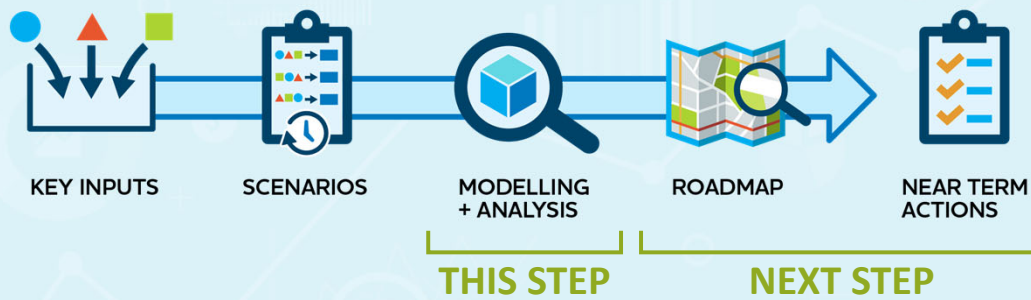 KEY INPUTS
SCENARIOS
MODELLING
+ ANALYSIS
ROADMAP
NEAR TERM
ACTIONS
THIS STEP
NEXT STEP